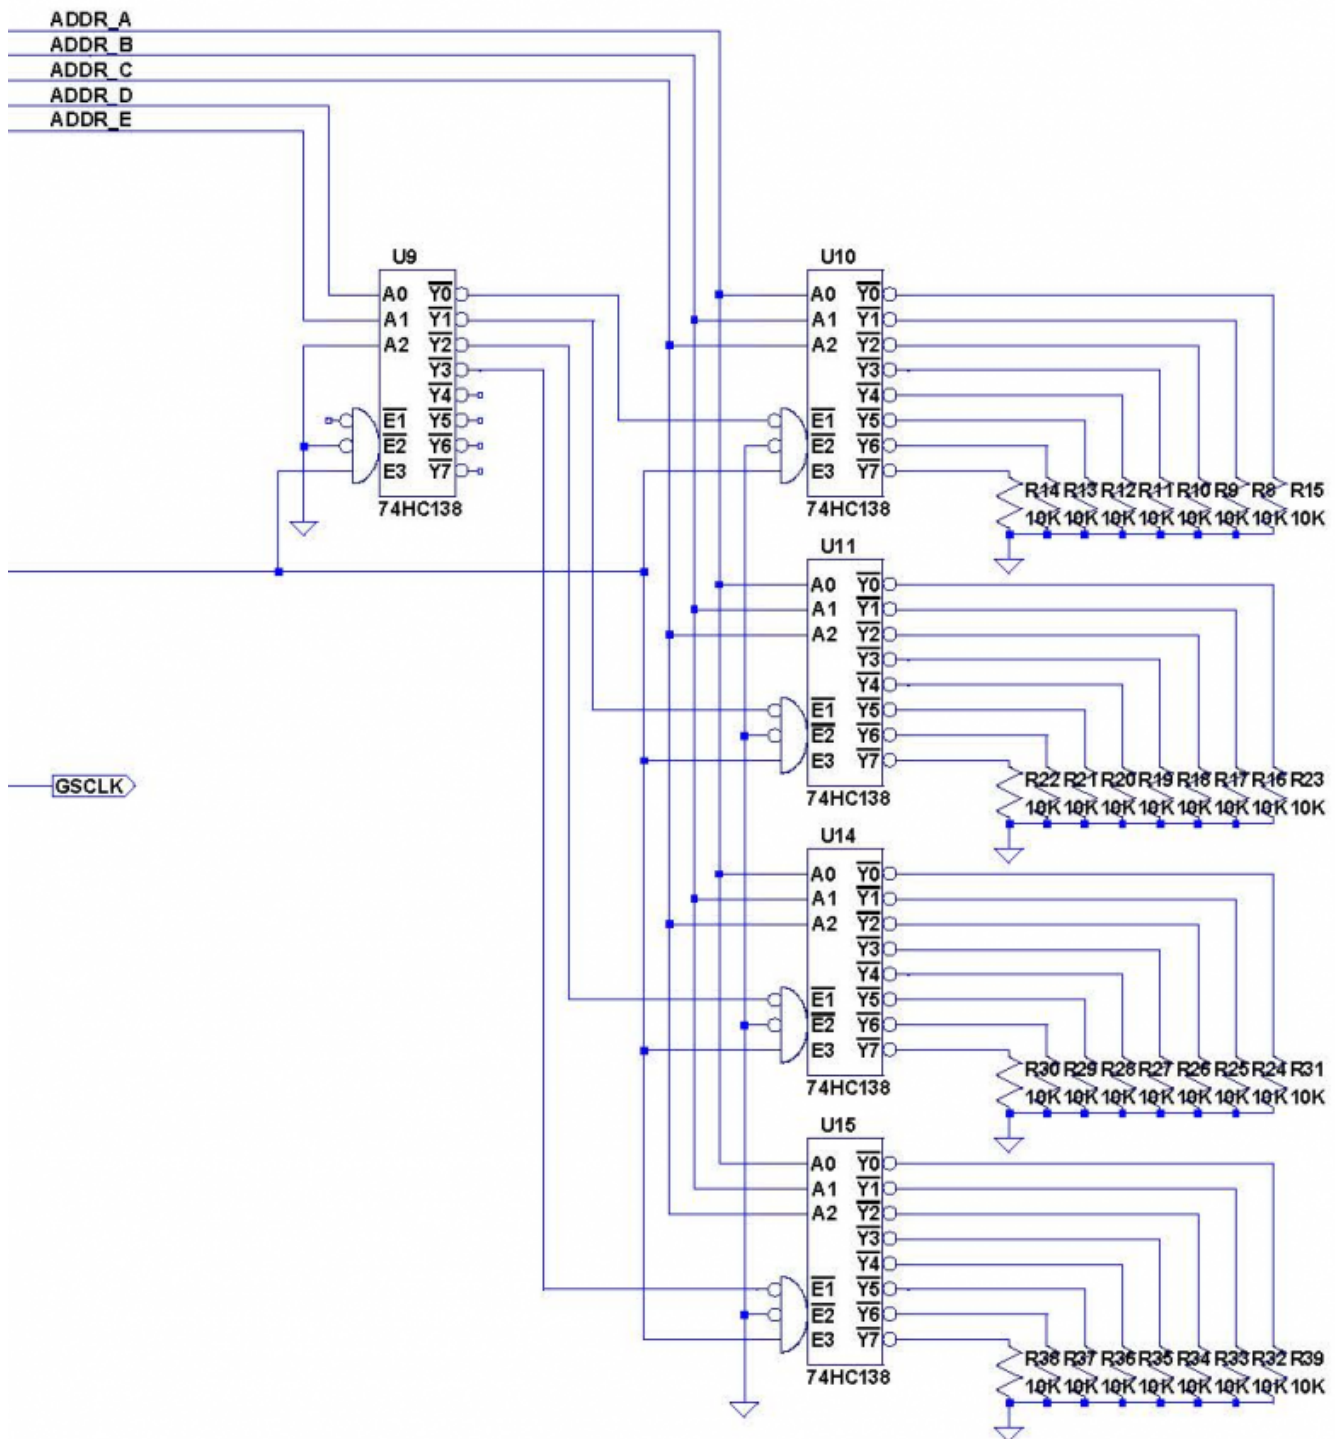 ADDR_A
ADDR_B
ADDR_C
ADDR_D
ADDR_E
U9
A0 Y0
A1 Y1
A2 Y2
Y3
Y4
E1 Y5
E2 Y6
E3 Y7
74HC138
GSCLK
U10
A0 Y0
A1 Y1
A2 Y2
Y3
Y4
E1 Y5
E2 Y6
E3 Y7
74HC138
R14 R13 R12 R11 R10 R9 R8 R15
10K 10K 10K 10K 10K 10K 10K 10K
U11
A0 Y0
A1 Y1
A2 Y2
Y3
Y4
E1 Y5
E2 Y6
E3 Y7
74HC138
R22 R21 R20 R19 R18 R17 R16 R23
10K 10K 10K 10K 10K 10K 10K 10K
U14
A0 Y0
A1 Y1
A2 Y2
Y3
Y4
E1 Y5
E2 Y6
E3 Y7
74HC138
R30 R29 R28 R27 R26 R25 R24 R31
10K 10K 10K 10K 10K 10K 10K 10K
U15
A0 Y0
A1 Y1
A2 Y2
Y3
Y4
E1 Y5
E2 Y6
E3 Y7
74HC138
R38 R37 R36 R35 R34 R33 R32 R39
10K 10K 10K 10K 10K 10K 10K 10K